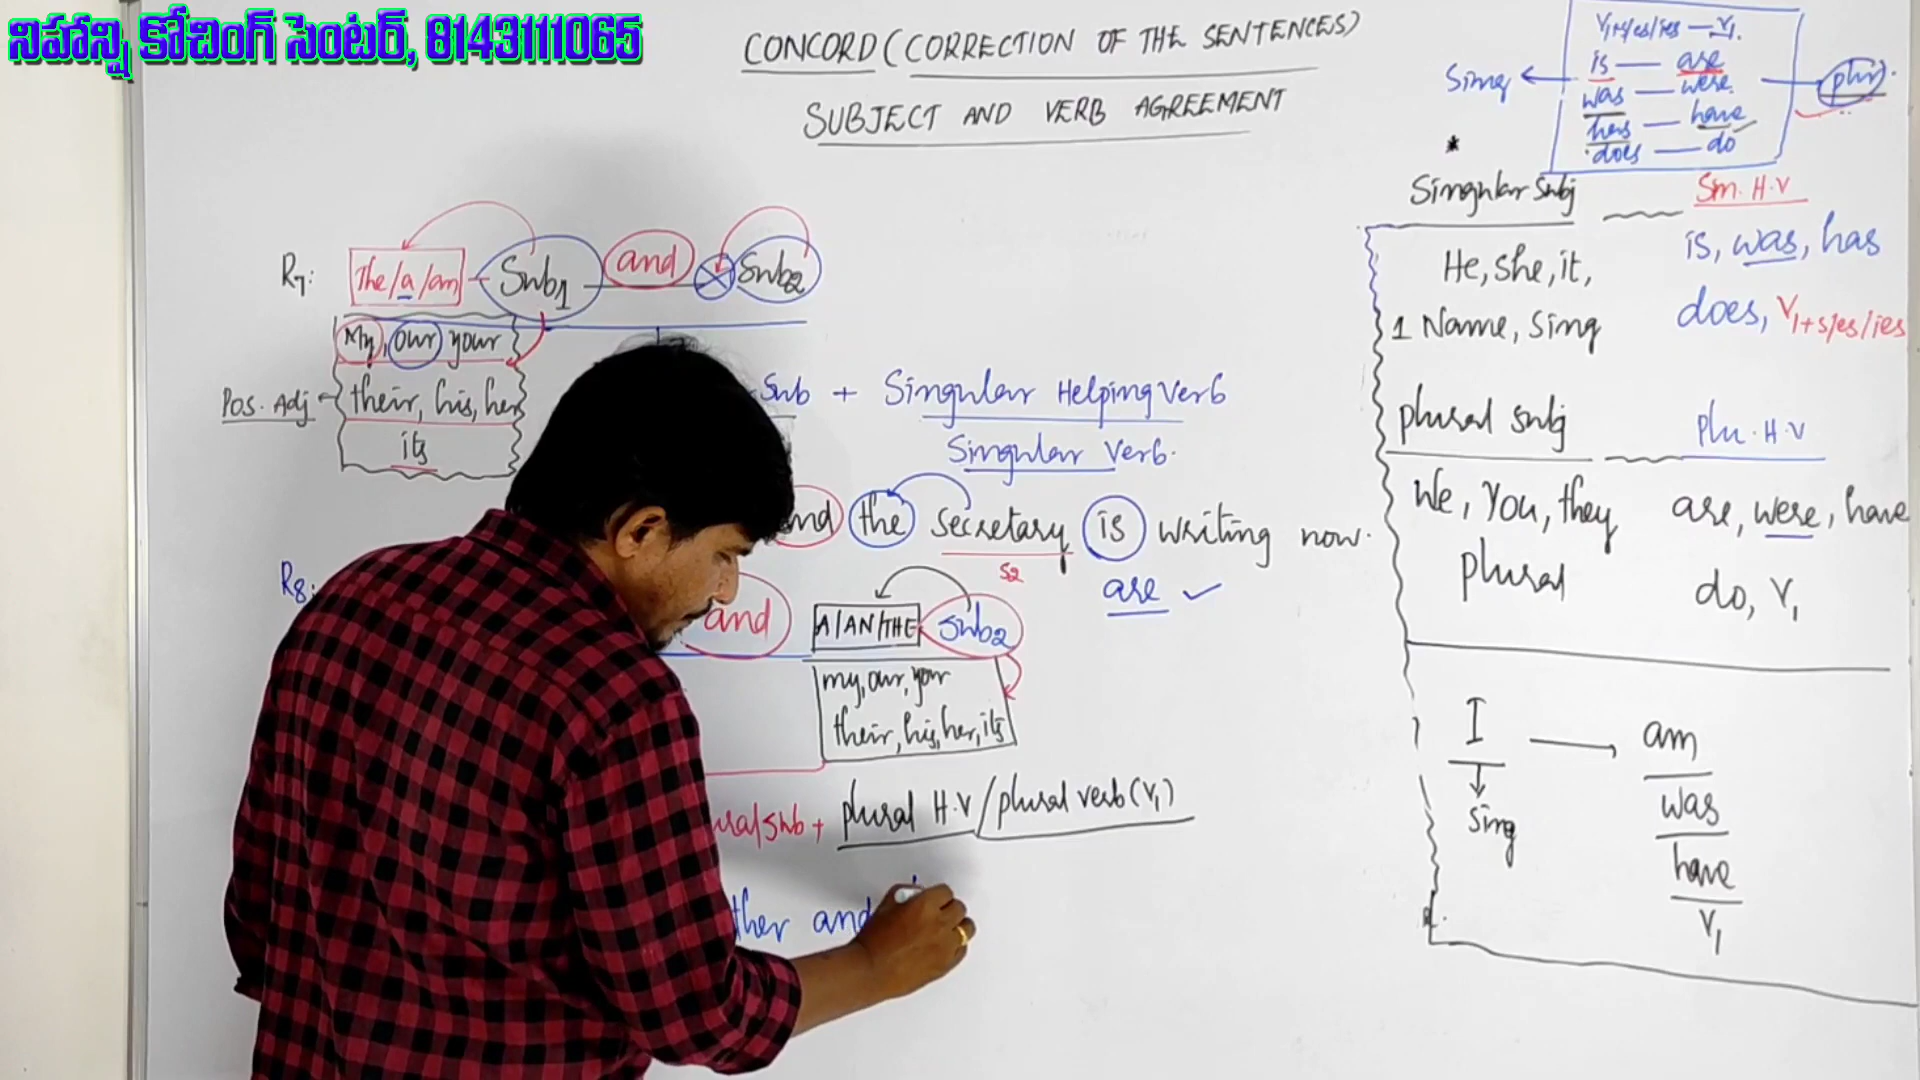 నిహాన్ని కోచింగ్ సెంటర్, 8143111065
CONCORD (CORRECTION OF THE SENTENCES)
SUBJECT AND VERB AGREEMENT
V1+s/es/ies — V1.
is — are
was — were
has — have
does — do
Sing
plu
R7: The/a/an Sub1 and Sub2
My, our your
Pos. Adj
their, his, her
its
Sub + Singular Helping Verb
Singular Verb.
and the Secretary is writing now.
S2
are ✓
R8:
and A/AN/THE Sub2
my, our, your
their, his, her, its
plural H.V / plural verb (V1)
and
*
Singular Subj
Sin. H.V
He, she, it,
is, was, has
1 Name, Sing
does, V1+s/es/ies
plural Subj
Plu. H.V
We, You, they
are, were, have
plural
do, V1
I → am
Sing
was
have
V1